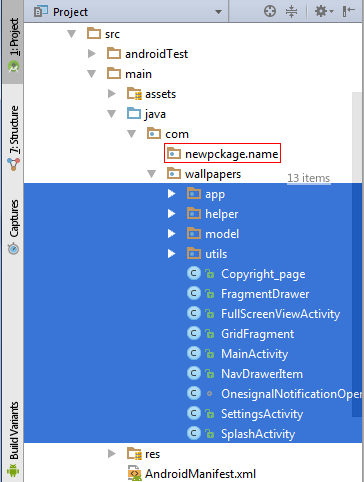 Project
1: Project
7: Structure
Captures
Build Variants
src
androidTest
main
assets
java
com
newpckage.name
wallpapers 13 items
app
helper
model
utils
Copyright_page
FragmentDrawer
FullScreenViewActivity
GridFragment
MainActivity
NavDrawerItem
OnesignalNotificationOpe
SettingsActivity
SplashActivity
res
AndroidManifest.xml